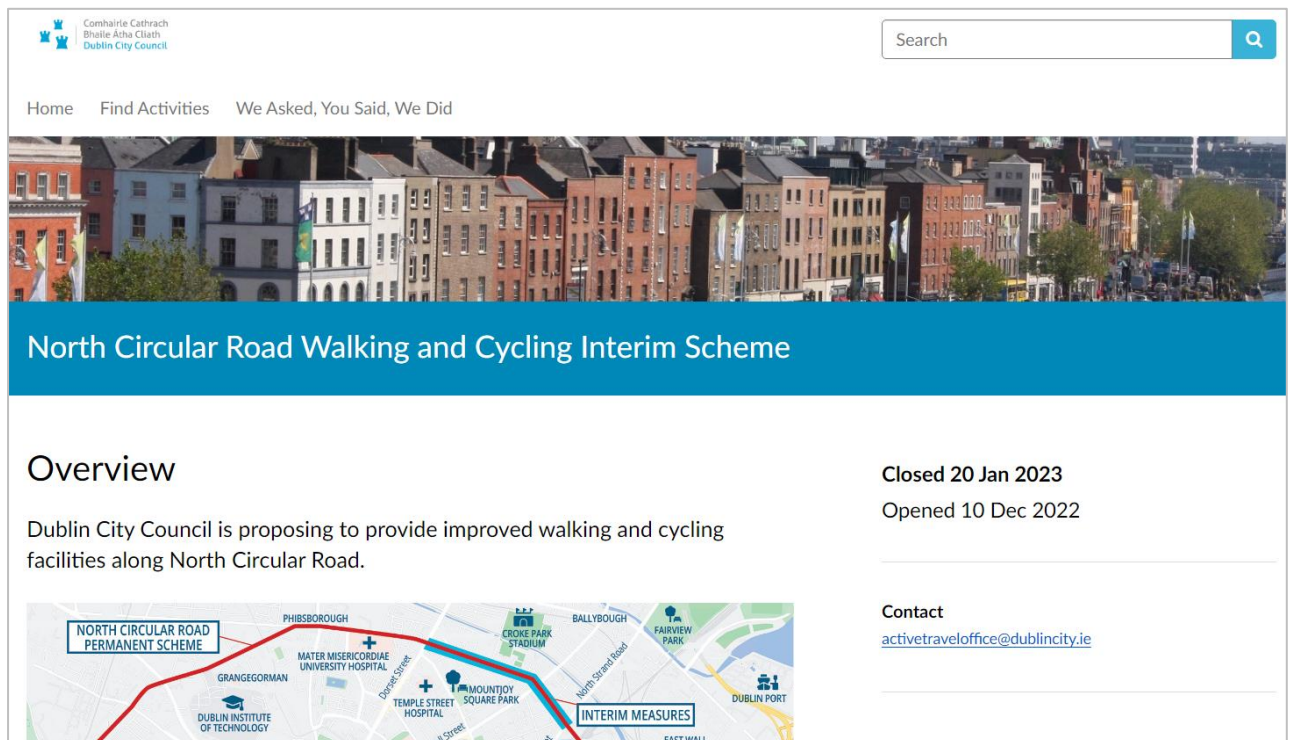 Comhairle Cathrach
Bhaile Átha Cliath
Dublin City Council
Search
Home Find Activities We Asked, You Said, We Did
North Circular Road Walking and Cycling Interim Scheme
Overview
Dublin City Council is proposing to provide improved walking and cycling
facilities along North Circular Road.
Closed 20 Jan 2023
Opened 10 Dec 2022
Contact
activetraveloffice@dublincity.ie
NORTH CIRCULAR ROAD
PERMANENT SCHEME
PHIBSBOROUGH
CROKE PARK
STADIUM
BALLYBOUGH
FAIRVIEW
PARK
MATER MISERICORDIAE
UNIVERSITY HOSPITAL
GRANGEGORMAN
Dorset Street
North Strand Road
DUBLIN INSTITUTE
OF TECHNOLOGY
TEMPLE STREET
HOSPITAL
MOUNTJOY
SQUARE PARK
INTERIM MEASURES
DUBLIN PORT
Street
EAST WALL